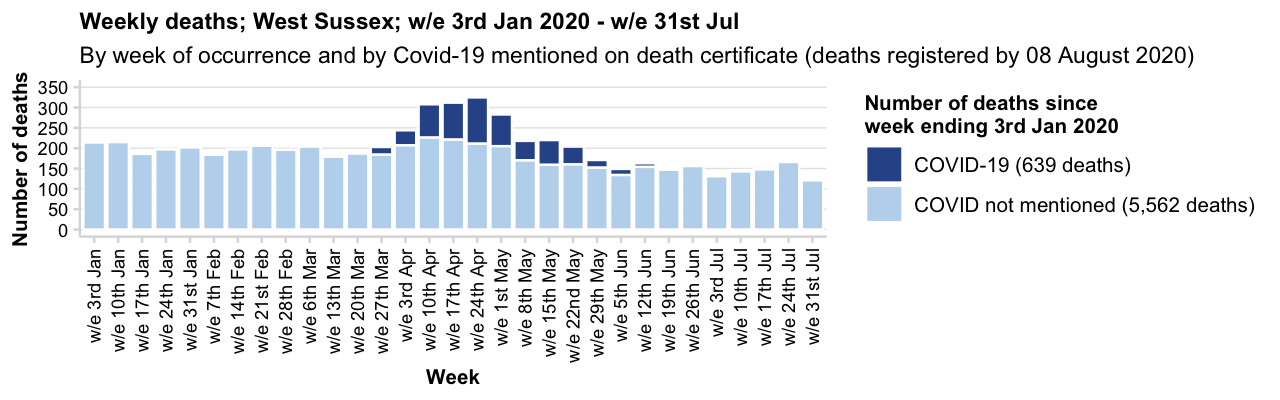 Weekly deaths; West Sussex; w/e 3rd Jan 2020 - w/e 31st Jul
By week of occurrence and by Covid-19 mentioned on death certificate (deaths registered by 08 August 2020)
Number of deaths
350
300
250
200
150
100
50
0
w/e 3rd Jan
w/e 10th Jan
w/e 17th Jan
w/e 24th Jan
w/e 31st Jan
w/e 7th Feb
w/e 14th Feb
w/e 21st Feb
w/e 28th Feb
w/e 6th Mar
w/e 13th Mar
w/e 20th Mar
w/e 27th Mar
w/e 3rd Apr
w/e 10th Apr
w/e 17th Apr
w/e 24th Apr
w/e 1st May
w/e 8th May
w/e 15th May
w/e 22nd May
w/e 29th May
w/e 5th Jun
w/e 12th Jun
w/e 19th Jun
w/e 26th Jun
w/e 3rd Jul
w/e 10th Jul
w/e 17th Jul
w/e 24th Jul
w/e 31st Jul
Week
Number of deaths since
week ending 3rd Jan 2020
COVID-19 (639 deaths)
COVID not mentioned (5,562 deaths)